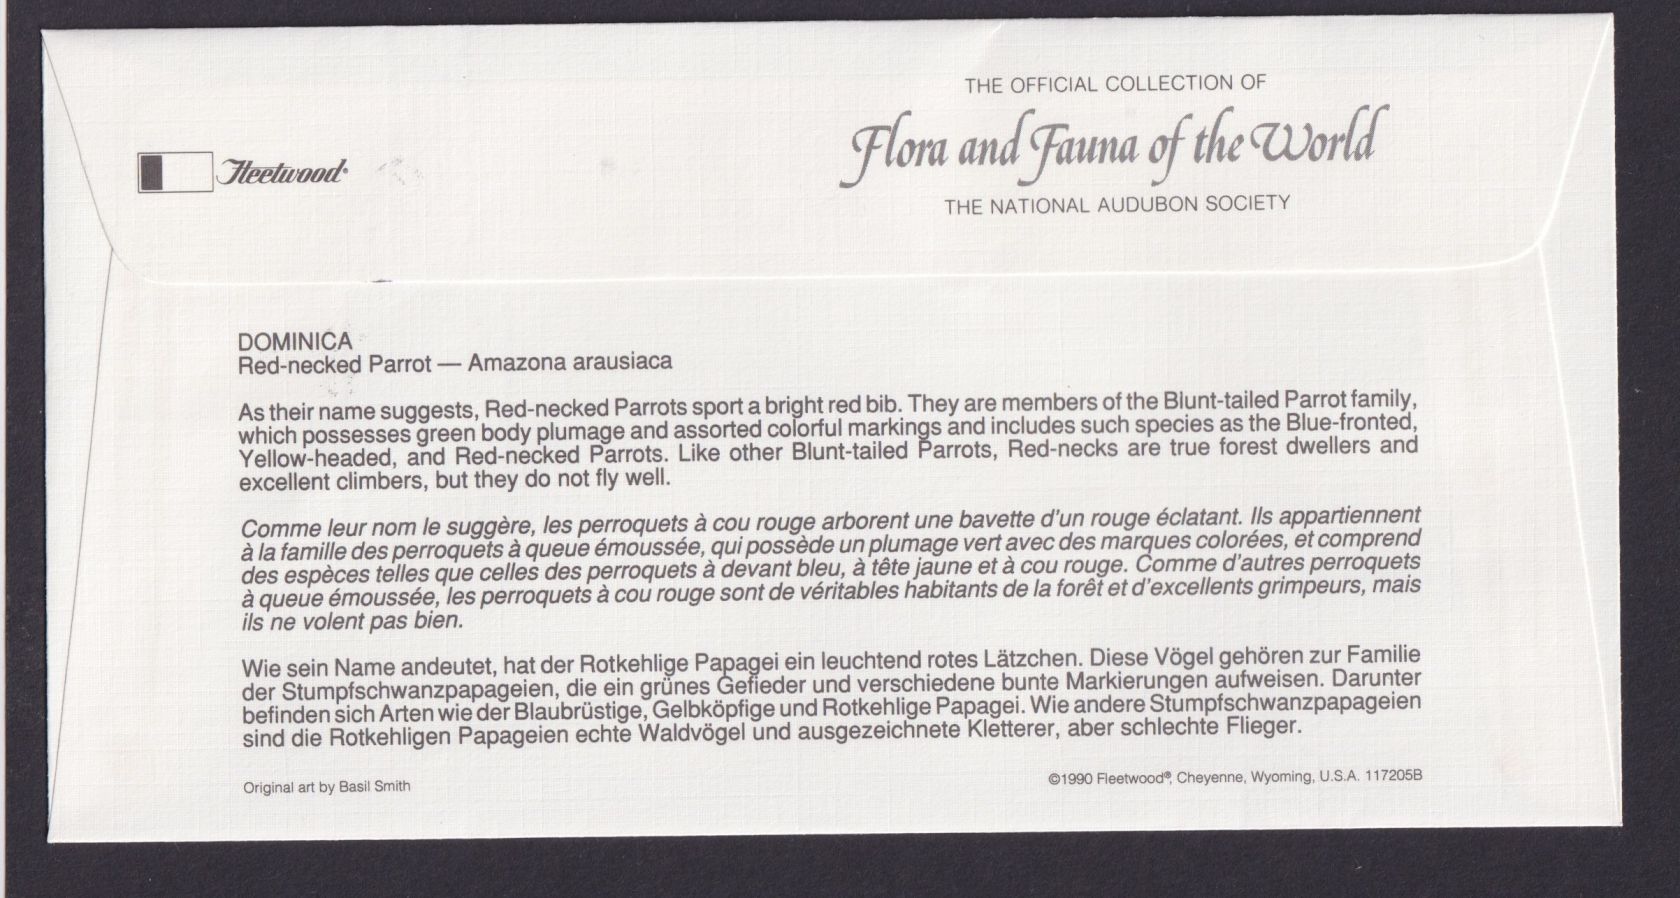 THE OFFICIAL COLLECTION OF
Flora and Fauna of the World
THE NATIONAL AUDUBON SOCIETY
Fleetwood®
DOMINICA
Red-necked Parrot — Amazona arausiaca
As their name suggests, Red-necked Parrots sport a bright red bib. They are members of the Blunt-tailed Parrot family,
which possesses green body plumage and assorted colorful markings and includes such species as the Blue-fronted,
Yellow-headed, and Red-necked Parrots. Like other Blunt-tailed Parrots, Red-necks are true forest dwellers and
excellent climbers, but they do not fly well.
Comme leur nom le suggère, les perroquets à cou rouge arborent une bavette d'un rouge éclatant. Ils appartiennent
à la famille des perroquets à queue émoussée, qui possède un plumage vert avec des marques colorées, et comprend
des espèces telles que celles des perroquets à devant bleu, à tête jaune et à cou rouge. Comme d'autres perroquets
à queue émoussée, les perroquets à cou rouge sont de véritables habitants de la forêt et d'excellents grimpeurs, mais
ils ne volent pas bien.
Wie sein Name andeutet, hat der Rotkehlige Papagei ein leuchtend rotes Lätzchen. Diese Vögel gehören zur Familie
der Stumpfschwanzpapageien, die ein grünes Gefieder und verschiedene bunte Markierungen aufweisen. Darunter
befinden sich Arten wie der Blaubrüstige, Gelbköpfige und Rotkehlige Papagei. Wie andere Stumpfschwanzpapageien
sind die Rotkehligen Papageien echte Waldvögel und ausgezeichnete Kletterer, aber schlechte Flieger.
Original art by Basil Smith
©1990 Fleetwood®, Cheyenne, Wyoming, U.S.A. 117205B